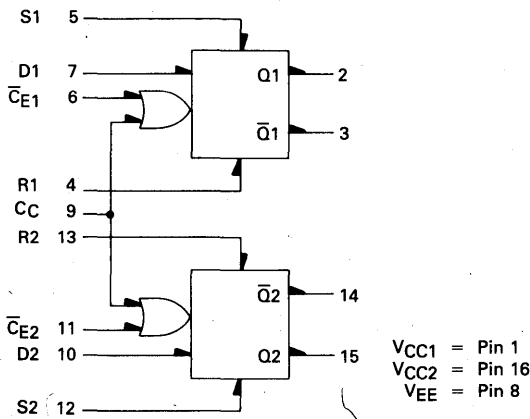 S1 5
D1 7
Q1 2
C̅E1 6
Q̅1 3
R1 4
CC 9
R2 13
Q̅2 14
C̅E2 11
D2 10
Q2 15
S2 12
VCC1 = Pin 1
VCC2 = Pin 16
VEE = Pin 8